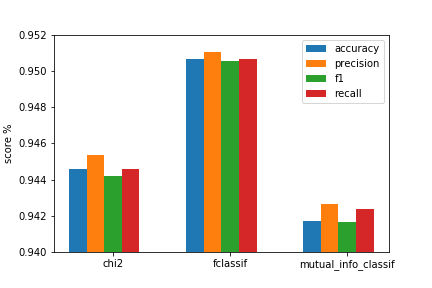 0.952
0.950
0.948
0.946
0.944
0.942
0.940
score %
accuracy
precision
f1
recall
chi2
fclassif
mutual_info_classif